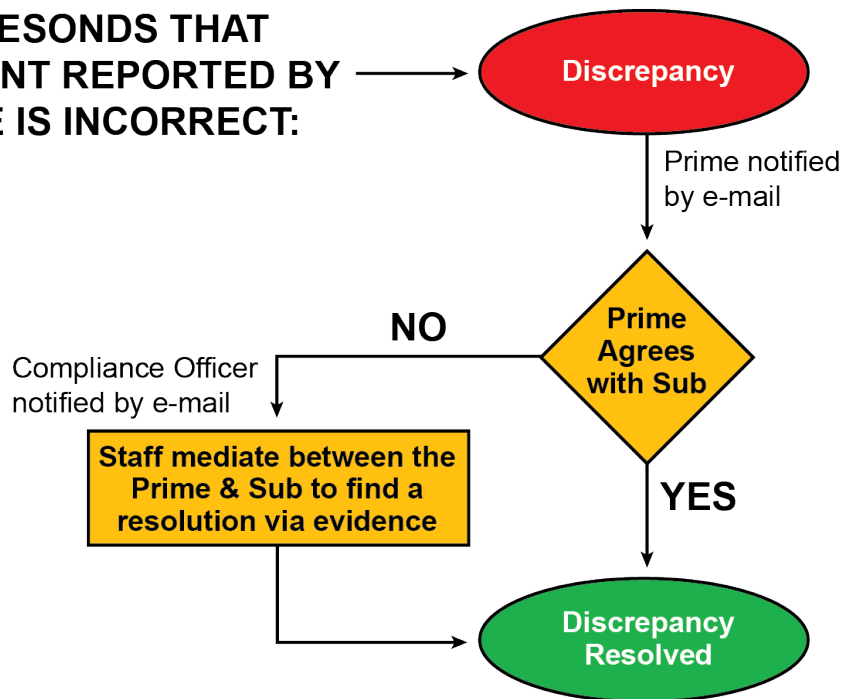 ESONDS THAT
NT REPORTED BY
E IS INCORRECT:
Discrepancy
Prime notified
by e-mail
Prime
Agrees
with Sub
NO
Compliance Officer
notified by e-mail
Staff mediate between the
Prime & Sub to find a
resolution via evidence
YES
Discrepancy
Resolved